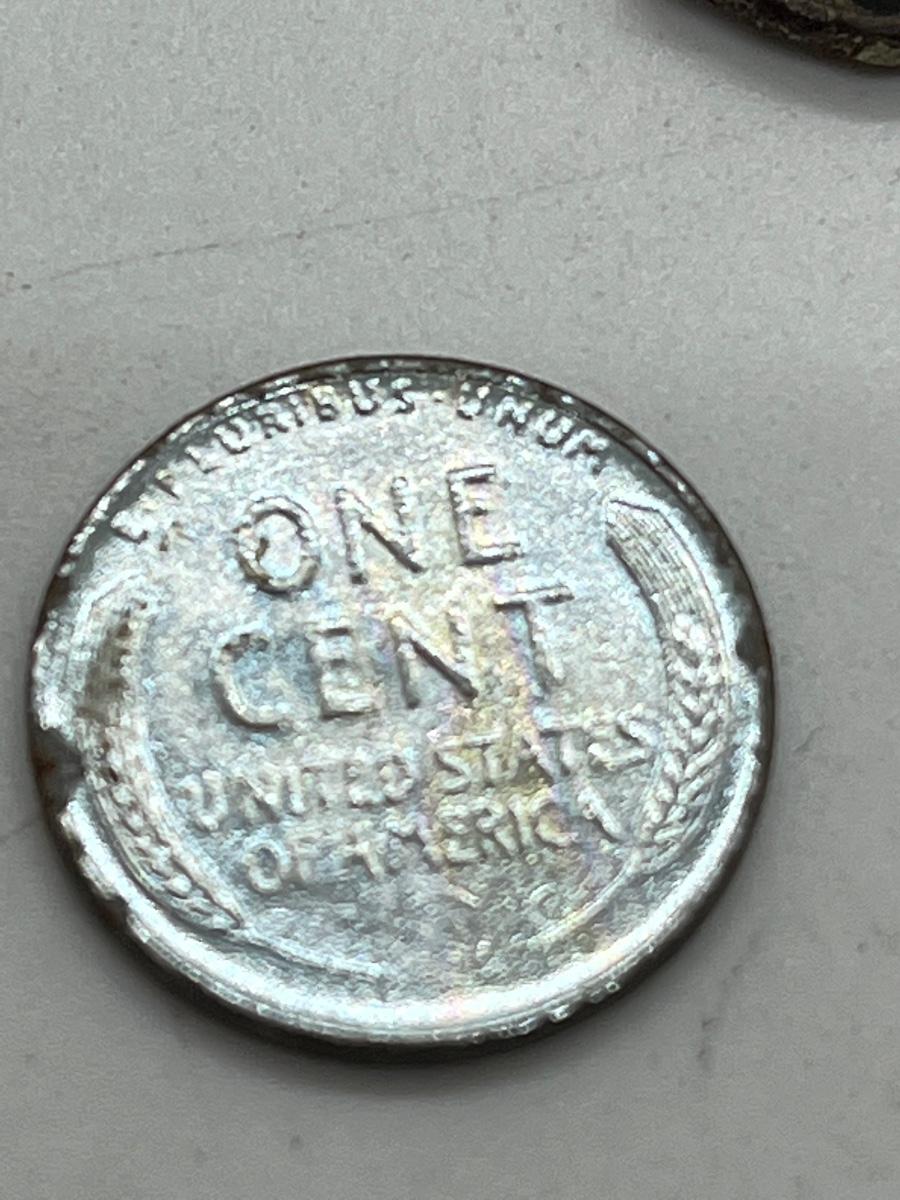 E · PLURIBUS · UNUM
ONE
CENT
UNITED STATES
OF AMERICA